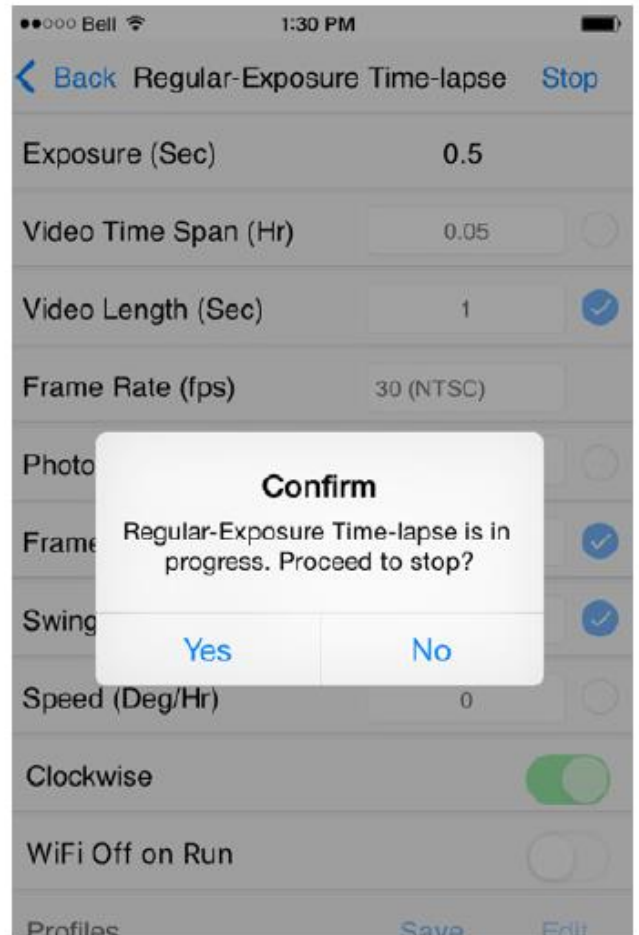 Bell 1:30 PM
Back Regular-Exposure Time-lapse Stop
Exposure (Sec) 0.5
Video Time Span (Hr) 0.05
Video Length (Sec) 1
Frame Rate (fps) 30 (NTSC)
Photo
Confirm
Frame
Regular-Exposure Time-lapse is in
progress. Proceed to stop?
Swing
Yes No
Speed (Deg/Hr) 0
Clockwise
WiFi Off on Run
Profiles Save Edit